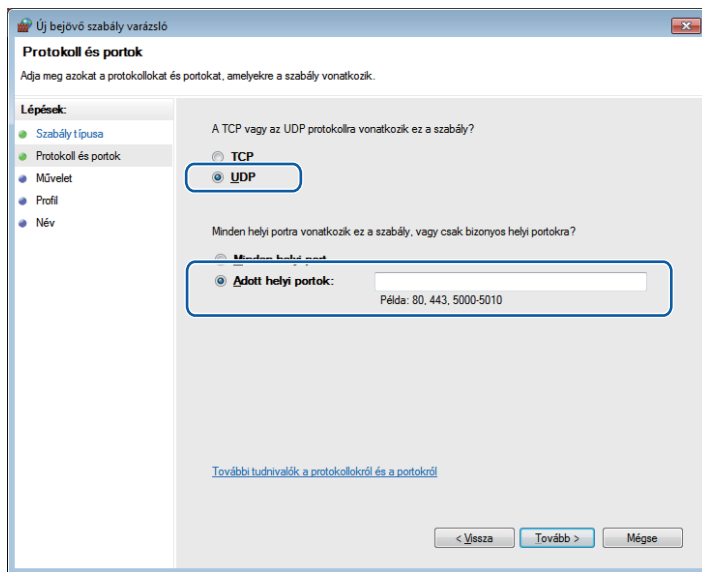 Új bejövő szabály varázsló
Protokoll és portok
Adja meg azokat a protokollokat és portokat, amelyekre a szabály vonatkozik.
Lépések:
Szabály típusa
Protokoll és portok
Művelet
Profil
Név
A TCP vagy az UDP protokollra vonatkozik ez a szabály?
TCP
UDP
Minden helyi portra vonatkozik ez a szabály, vagy csak bizonyos helyi portokra?
Minden helyi port
Adott helyi portok:
Példa: 80, 443, 5000-5010
További tudnivalók a protokollokról és a portokról
< Vissza
Tovább >
Mégse